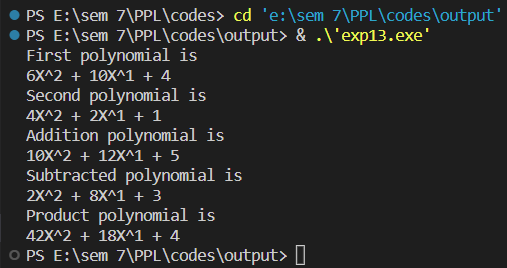 PS E:\sem 7\PPL\codes> cd 'e:\sem 7\PPL\codes\output'
PS E:\sem 7\PPL\codes\output> & .\'exp13.exe'
First polynomial is
6X^2 + 10X^1 + 4
Second polynomial is
4X^2 + 2X^1 + 1
Addition polynomial is
10X^2 + 12X^1 + 5
Subtracted polynomial is
2X^2 + 8X^1 + 3
Product polynomial is
42X^2 + 18X^1 + 4
PS E:\sem 7\PPL\codes\output>